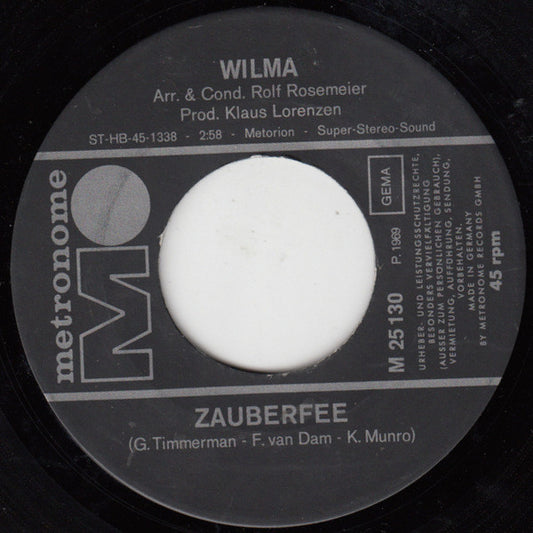 WILMA
Arr. & Cond. Rolf Rosemeier
Prod. Klaus Lorenzen
ST-HB-45-1338 - 2:58 - Metorion - Super-Stereo-Sound
metronome
M
GEMA
P. 1969
M 25 130
URHEBER- UND LEISTUNGSSCHUTZRECHTE,
BESONDERS VERVIELFÄLTIGUNG
(AUSSER ZUM PERSÖNLICHEN GEBRAUCH),
VERMIETUNG, AUFFÜHRUNG, SENDUNG,
VORBEHALTEN.
MADE IN GERMANY
BY METRONOME RECORDS GMBH
45 rpm
ZAUBERFEE
(G. Timmerman - F. van Dam - K. Munro)